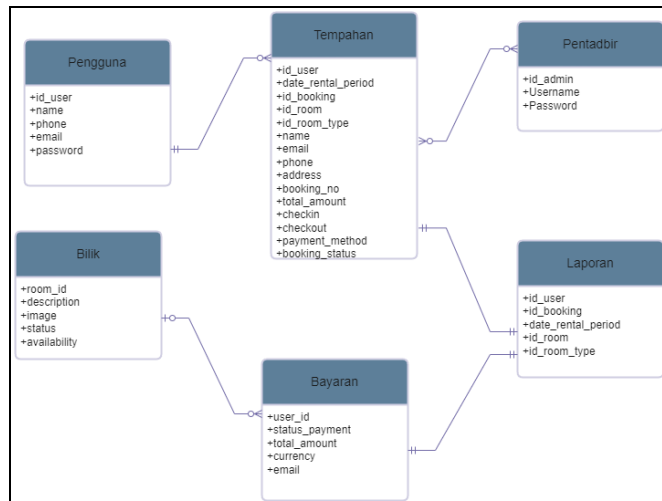 Pengguna
+id_user
+name
+phone
+email
+password
Tempahan
+id_user
+date_rental_period
+id_booking
+id_room
+id_room_type
+name
+email
+phone
+address
+booking_no
+total_amount
+checkin
+checkout
+payment_method
+booking_status
Pentadbir
+id_admin
+Username
+Password
Bilik
+room_id
+description
+image
+status
+availability
Laporan
+id_user
+id_booking
+date_rental_period
+id_room
+id_room_type
Bayaran
+user_id
+status_payment
+total_amount
+currency
+email